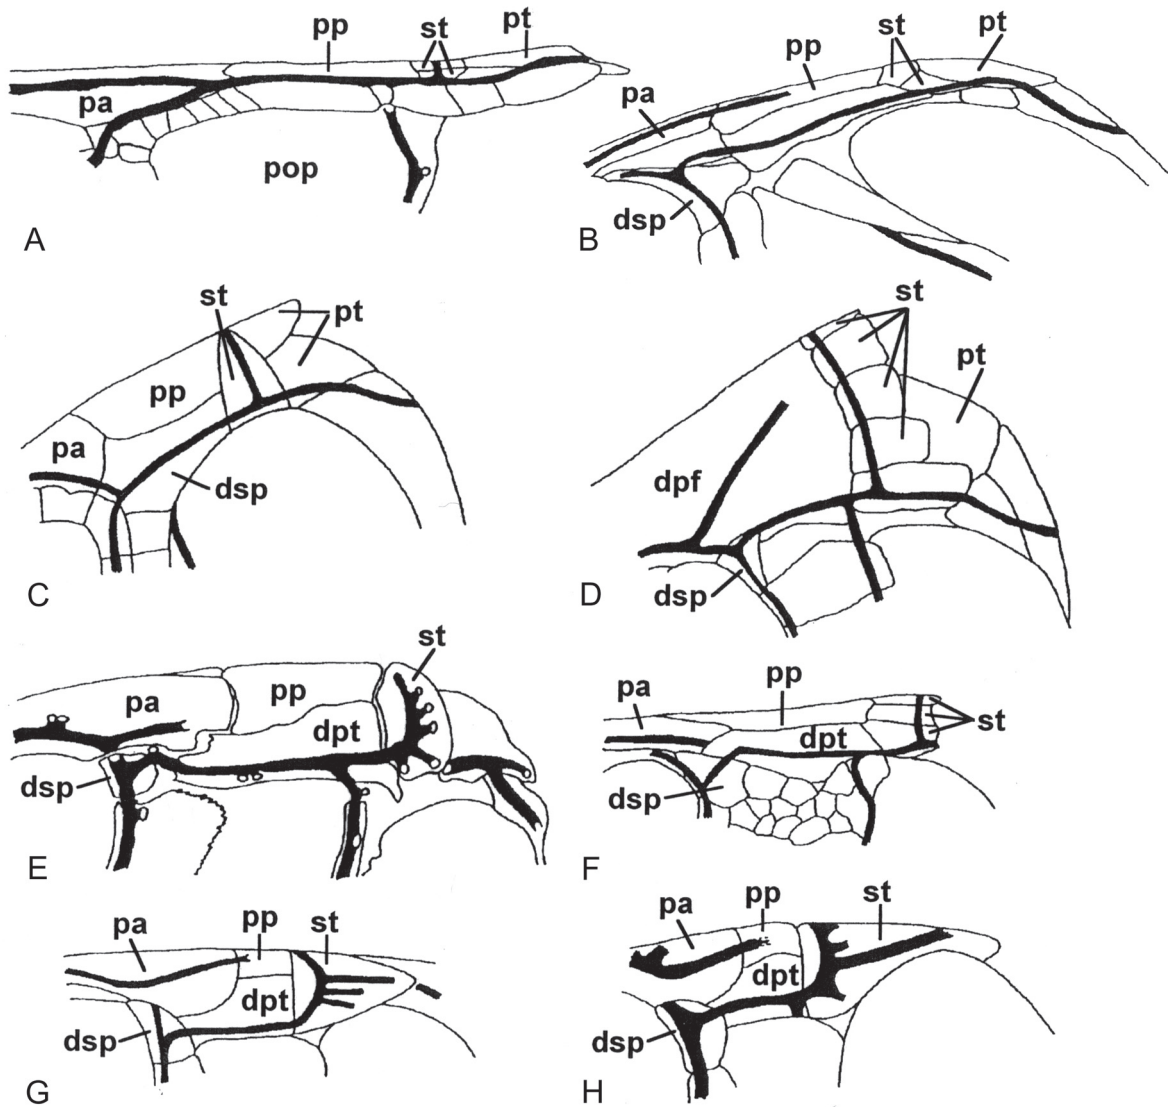 pp st pt
pa
pop
A
pp st pt
pa
dsp
B
st pt
pp
pa
dsp
C
st
pt
dpf
dsp
D
st
pa pp
dpt
dsp
E
pa pp
st
dpt
dsp
F
pa pp st
dpt
dsp
G
pa pp st
dpt
dsp
H